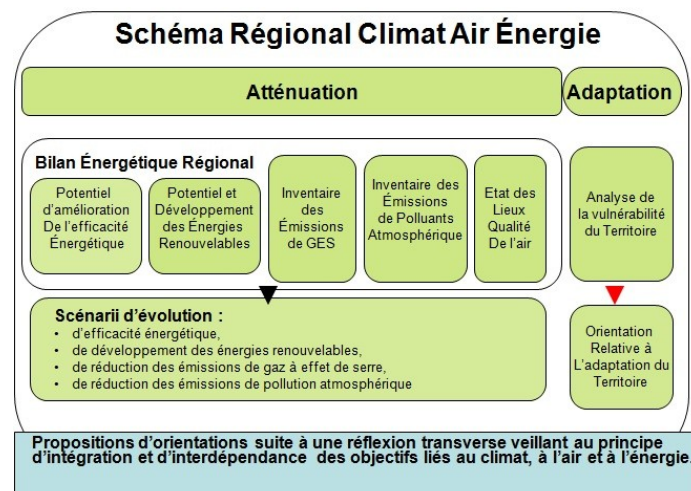 Schéma Régional Climat Air Énergie
Atténuation
Adaptation
Bilan Énergétique Régional
Potentiel
d'amélioration
De l'efficacité
Énergétique
Potentiel et
Développement
des Énergies
Renouvelables
Inventaire
des
Émissions
de GES
Inventaire des
Émissions
de Polluants
Atmosphérique
Etat des
Lieux
Qualité
De l'air
Analyse de
la vulnérabilité
du Territoire
Scénarii d'évolution :
• d'efficacité énergétique,
• de développement des énergies renouvelables,
• de réduction des émissions de gaz à effet de serre,
• de réduction des émissions de pollution atmosphérique
Orientation
Relative à
L'adaptation du
Territoire
Propositions d'orientations suite à une réflexion transverse veillant au principe
d'intégration et d'interdépendance des objectifs liés au climat, à l'air et à l'énergie.